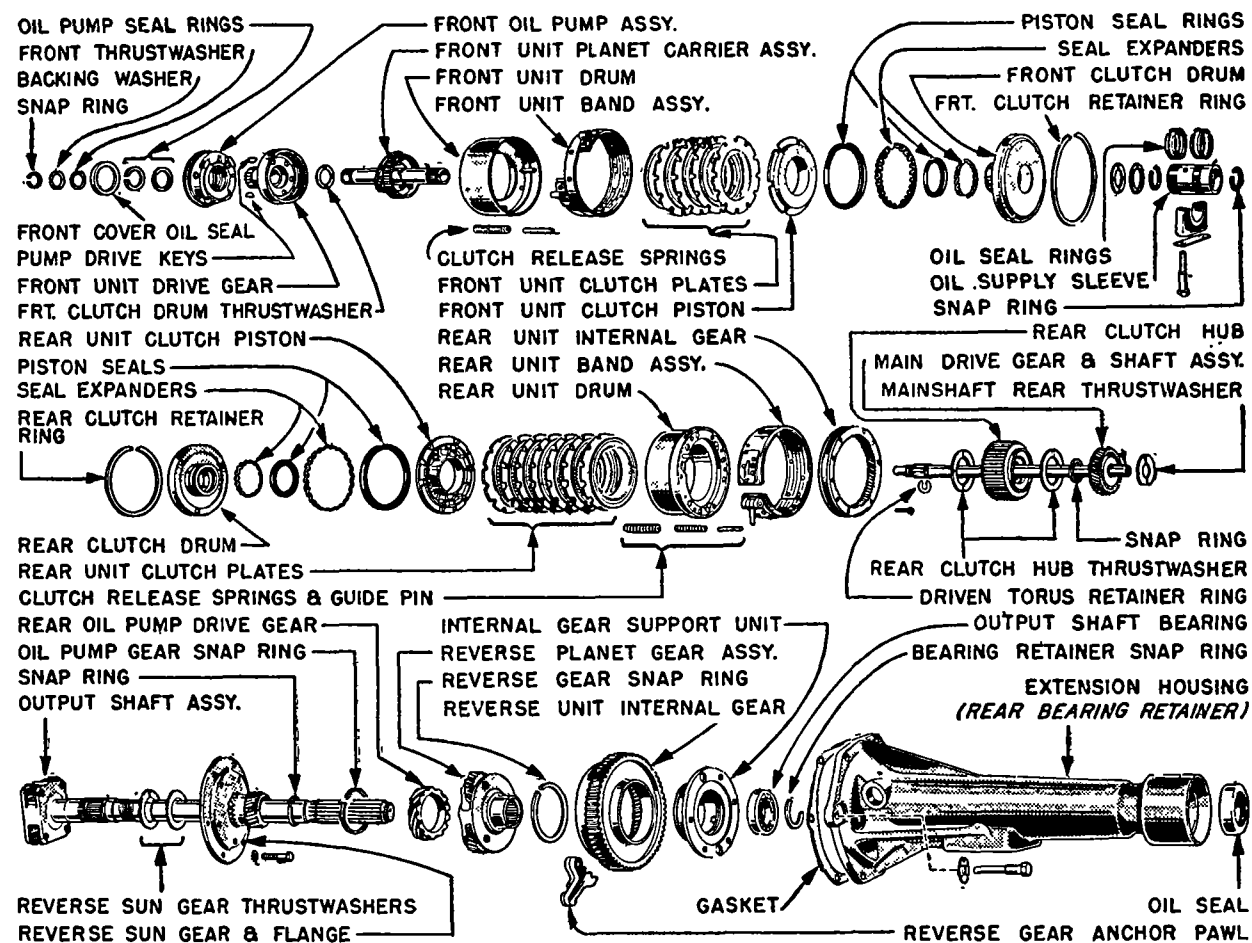 OIL PUMP SEAL RINGS
FRONT THRUSTWASHER
BACKING WASHER
SNAP RING
FRONT OIL PUMP ASSY.
FRONT UNIT PLANET CARRIER ASSY.
FRONT UNIT DRUM
FRONT UNIT BAND ASSY.
PISTON SEAL RINGS
SEAL EXPANDERS
FRONT CLUTCH DRUM
FRT. CLUTCH RETAINER RING
FRONT COVER OIL SEAL
PUMP DRIVE KEYS
FRONT UNIT DRIVE GEAR
FRT. CLUTCH DRUM THRUSTWASHER
CLUTCH RELEASE SPRINGS
FRONT UNIT CLUTCH PLATES
FRONT UNIT CLUTCH PISTON
OIL SEAL RINGS
OIL SUPPLY SLEEVE
SNAP RING
REAR UNIT CLUTCH PISTON
PISTON SEALS
SEAL EXPANDERS
REAR CLUTCH RETAINER
RING
REAR UNIT INTERNAL GEAR
REAR UNIT BAND ASSY.
REAR UNIT DRUM
REAR CLUTCH HUB
MAIN DRIVE GEAR & SHAFT ASSY.
MAINSHAFT REAR THRUSTWASHER
REAR CLUTCH DRUM
REAR UNIT CLUTCH PLATES
CLUTCH RELEASE SPRINGS & GUIDE PIN
SNAP RING
REAR CLUTCH HUB THRUSTWASHER
DRIVEN TORUS RETAINER RING
REAR OIL PUMP DRIVE GEAR
OIL PUMP GEAR SNAP RING
SNAP RING
OUTPUT SHAFT ASSY.
INTERNAL GEAR SUPPORT UNIT
REVERSE PLANET GEAR ASSY.
REVERSE GEAR SNAP RING
REVERSE UNIT INTERNAL GEAR
OUTPUT SHAFT BEARING
BEARING RETAINER SNAP RING
EXTENSION HOUSING
(REAR BEARING RETAINER)
REVERSE SUN GEAR THRUSTWASHERS
REVERSE SUN GEAR & FLANGE
GASKET
OIL SEAL
REVERSE GEAR ANCHOR PAWL